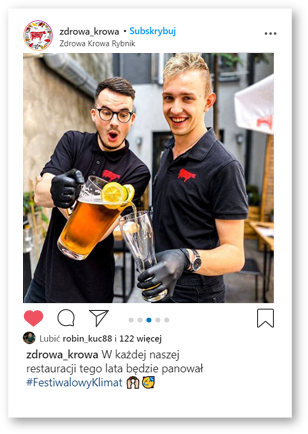 zdrowa_krowa • Subskrybuj
Zdrowa Krowa Rybnik
Lubić robin_kuc88 i 122 więcej
zdrowa_krowa W każdej naszej
restauracji tego lata będzie panował
#FestiwalowyKlimat